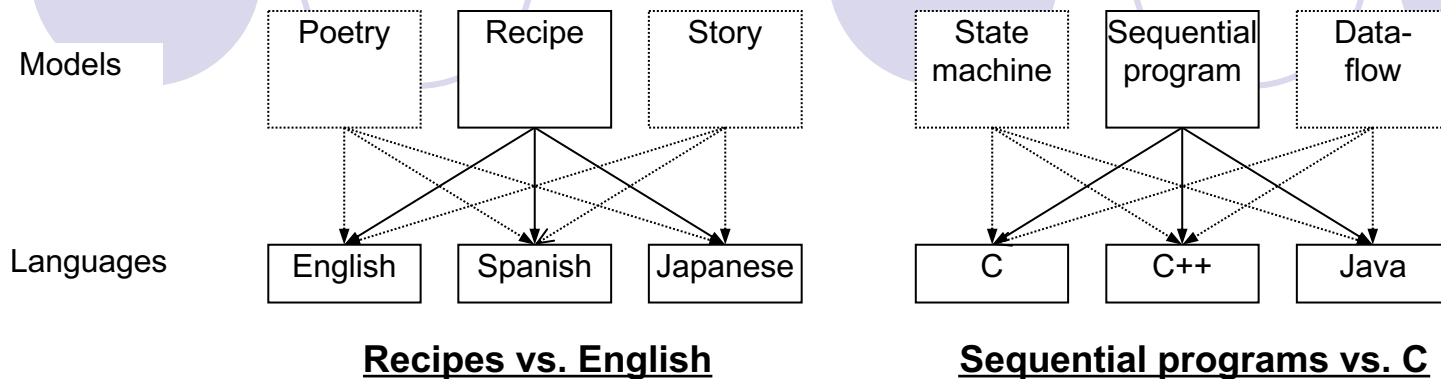 Models
Poetry
Recipe
Story
State
machine
Sequential
program
Data-
flow
Languages
English
Spanish
Japanese
C
C++
Java
Recipes vs. English
Sequential programs vs. C